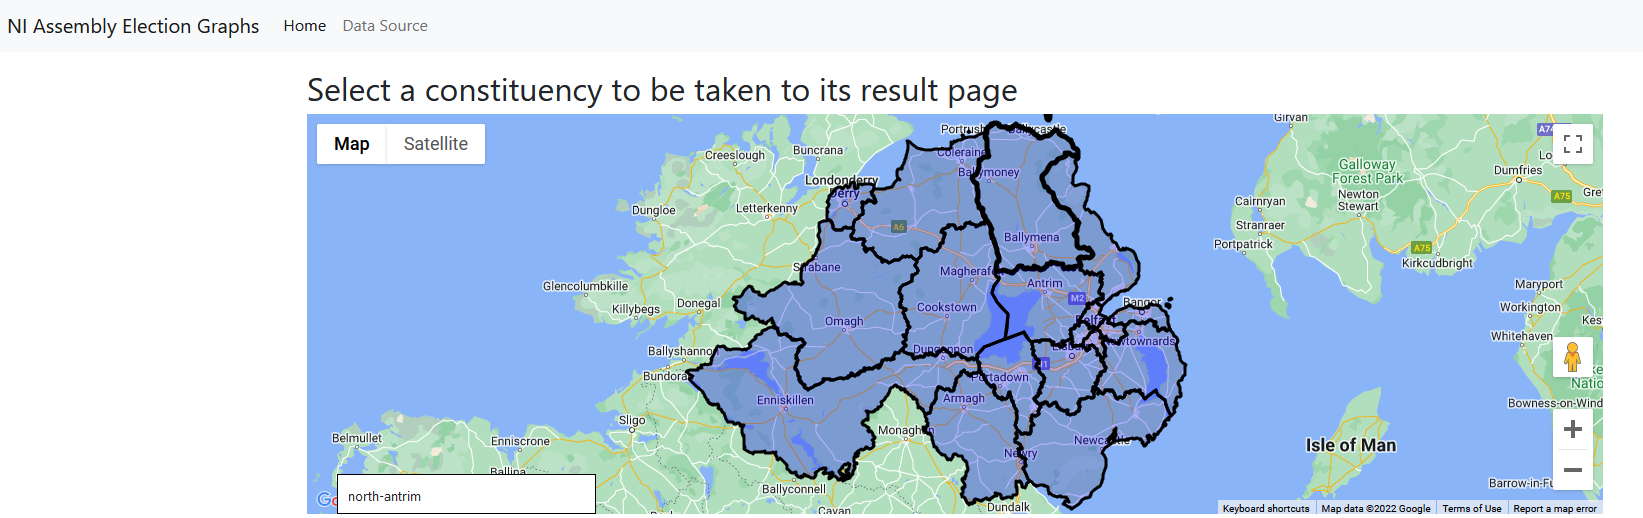 NI Assembly Election Graphs Home Data Source
Select a constituency to be taken to its result page
Map Satellite
Girvan
Portrush
Ballycastle
Buncrana
Creeslough
Coleraine
Galloway
Forest Park
Dumfries
Ballymoney
Londonderry
Derry
Newton
Stewart
Cairnryan
A75
Letterkenny
Dungloe
Stranraer
A6
Ballymena
Portpatrick
A75
Kirkcudbright
Strabane
Magheraf
Antrim
Glencolumbkille
Maryport
M2
Donegal
Bangor
Killybegs
Cookstown
Workington
Omagh
Belfast
Whitehaven
Ballyshannon
Dungannon
Lisburn
Newtownards
Bundora
Portadown
Enniskillen
Armagh
Bowness-on-Wind
Sligo
Belmullet
Enniscrone
Monaghan
Newcastle
Isle of Man
Newry
Ballina
Ballyconnell
Barrow-in-Fu
north-antrim
Cavan
Dundalk
Keyboard shortcuts Map data ©2022 Google Terms of Use Report a map error